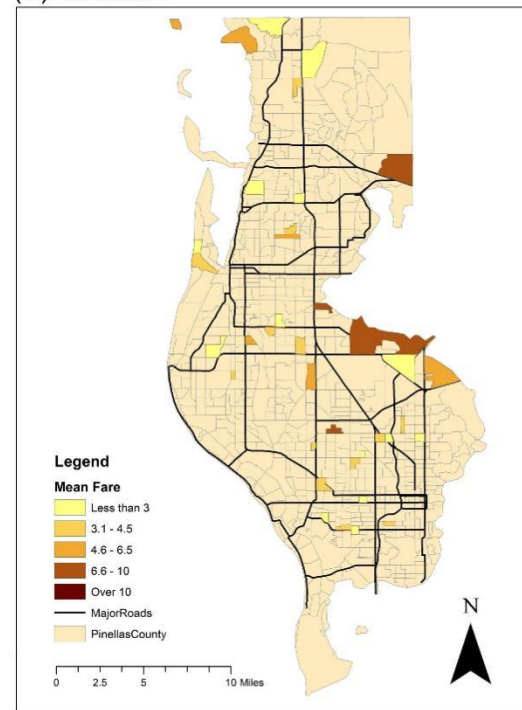 Legend
Mean Fare
Less than 3
3.1 - 4.5
4.6 - 6.5
6.6 - 10
Over 10
MajorRoads
PinellasCounty
0 2.5 5 10 Miles
N